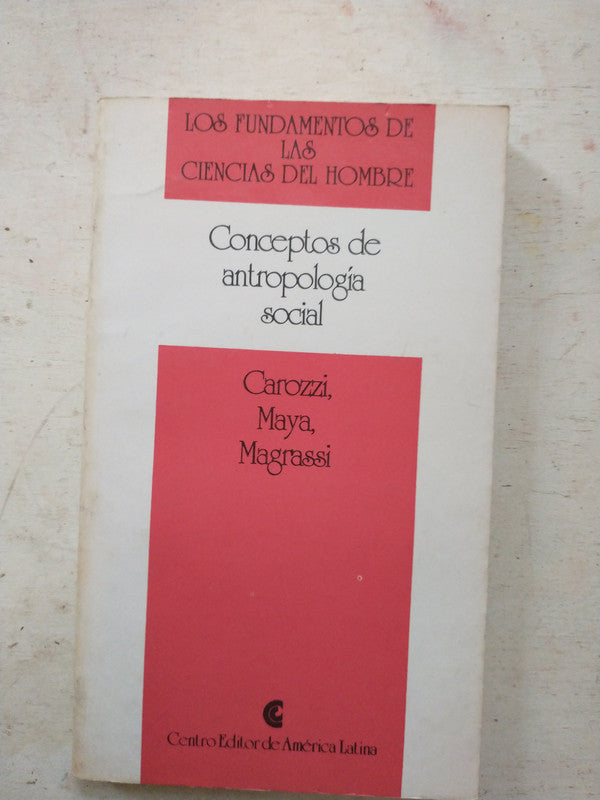 LOS FUNDAMENTOS DE
LAS
CIENCIAS DEL HOMBRE
Conceptos de
antropología
social
Carozzi,
Maya,
Magrassi
Centro Editor de América Latina